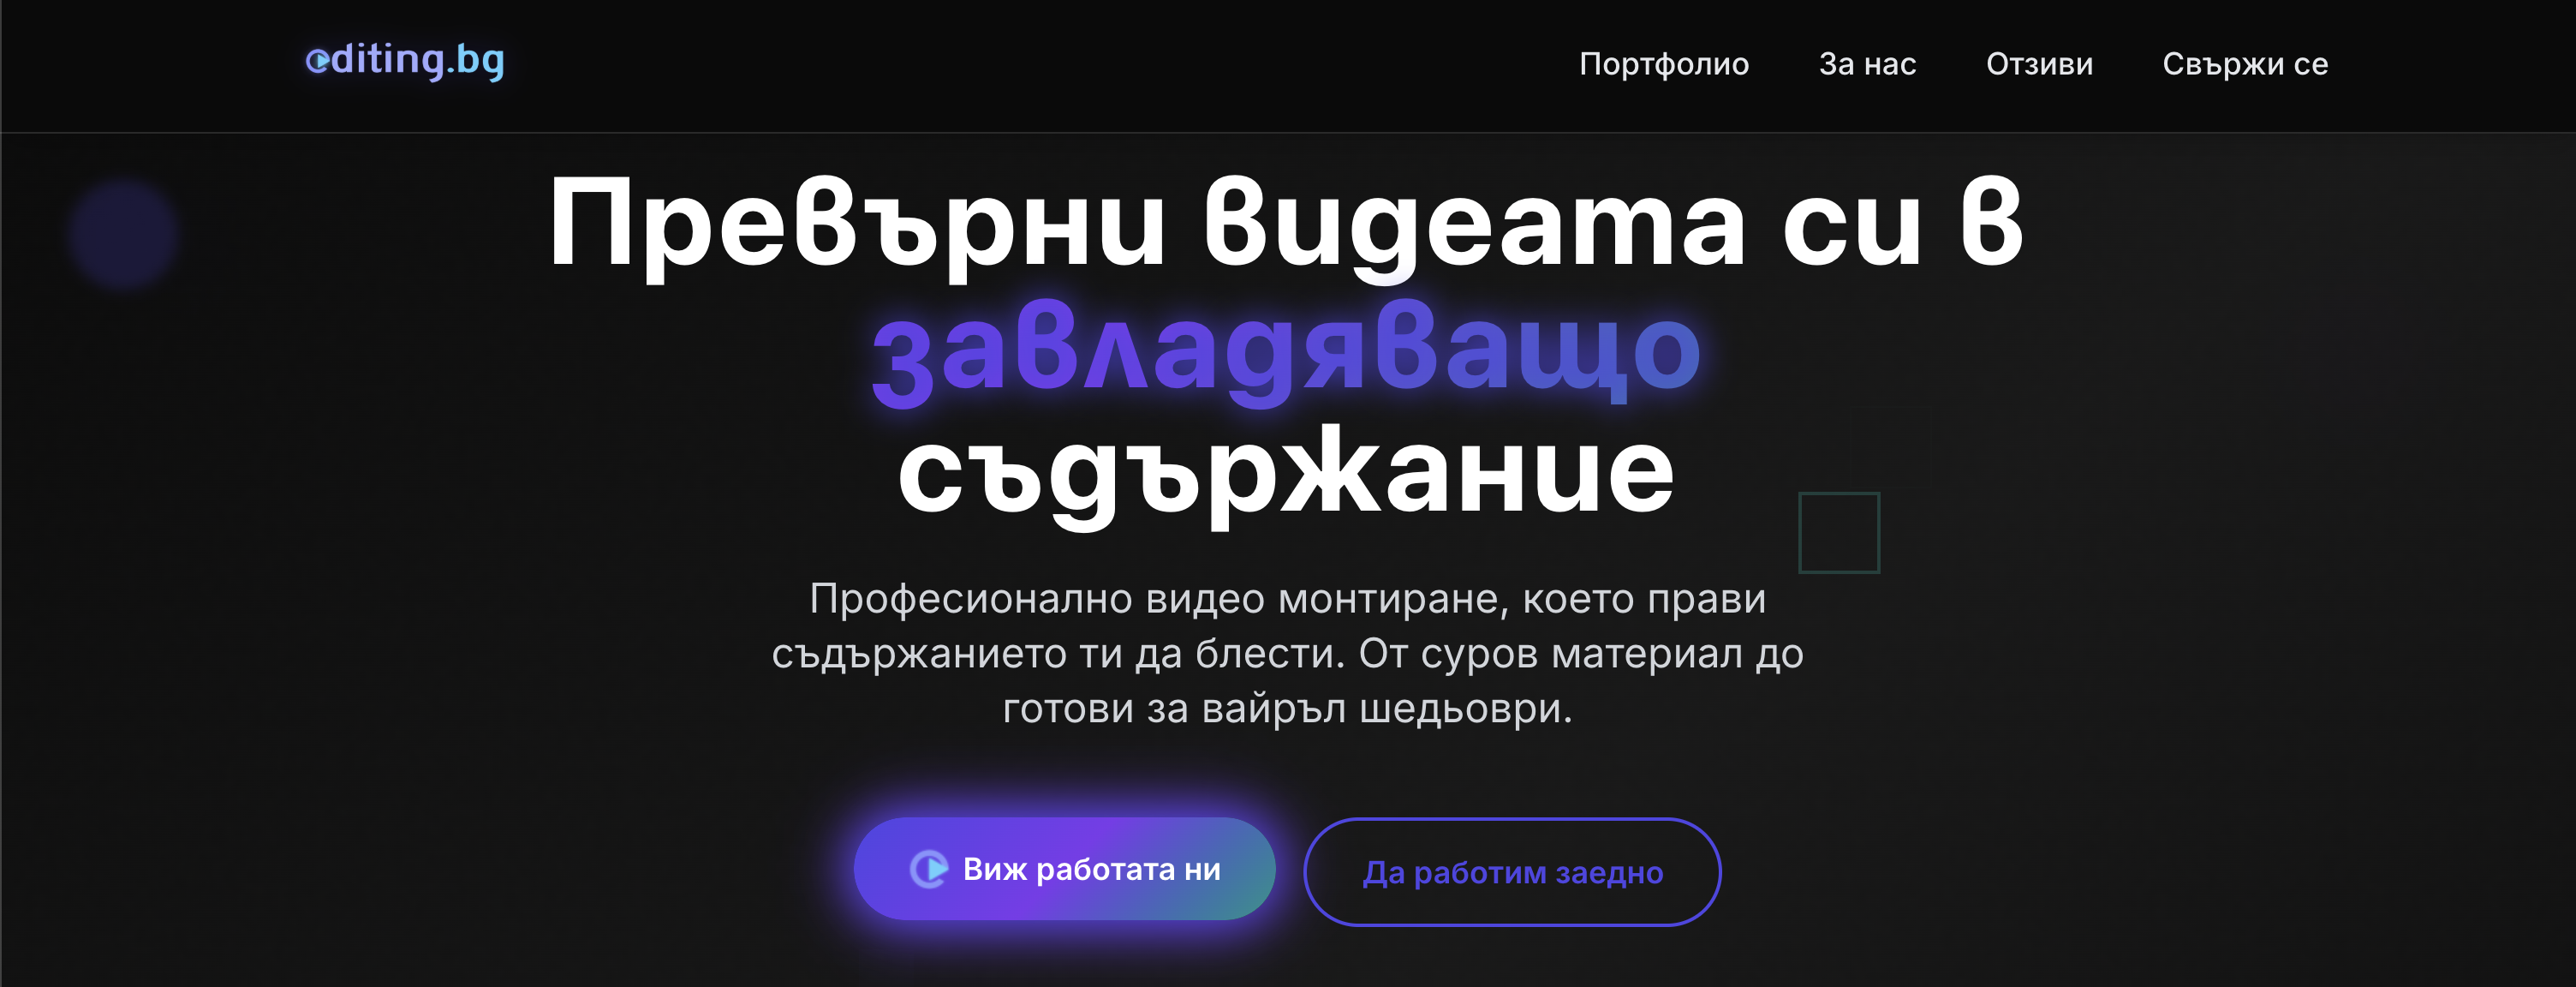 editing.bg
Портфолио За нас Отзиви Свържи се
Превърни видеата си в
завладяващо
съдържание
Професионално видео монтиране, което прави
съдържанието ти да блести. От суров материал до
готови за вайръл шедьоври.
Виж работата ни
Да работим заедно